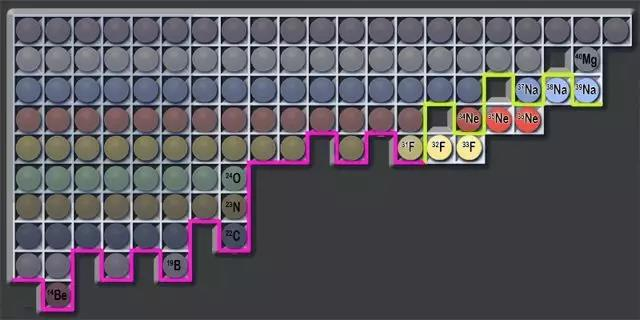 ⁴⁰Mg
³⁷Na ³⁸Na ³⁹Na
³⁴Ne ³⁵Ne ³⁶Ne
³¹F ³²F ³³F
²⁴O
²³N
²²C
¹⁹B
¹⁴Be